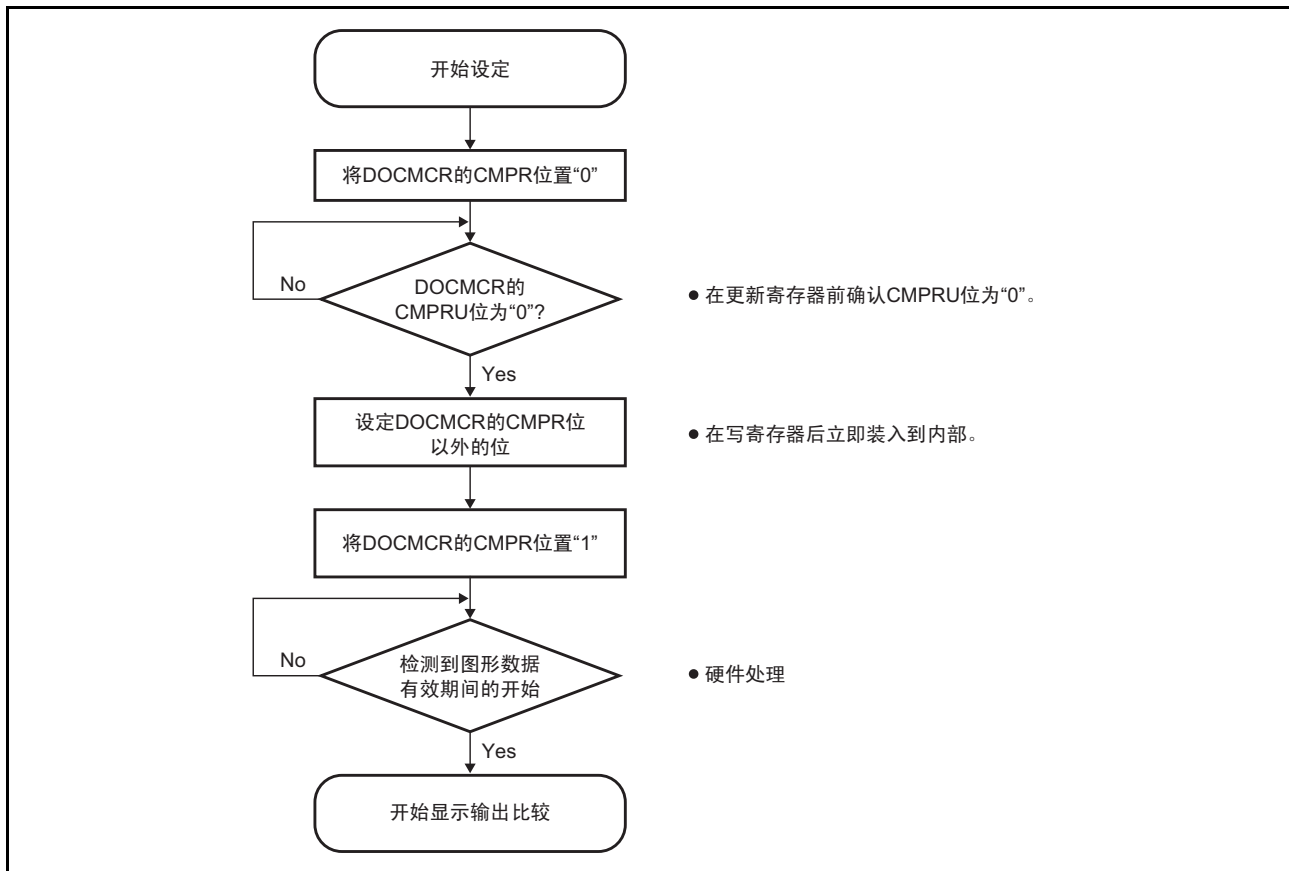 开始设定
将DOCMCR的CMPR位置“0”
No
DOCMCR的
CMPRU位为“0”?
● 在更新寄存器前确认CMPRU位为“0”。
Yes
设定DOCMCR的CMPR位
以外的位
● 在写寄存器后立即装入到内部。
将DOCMCR的CMPR位置“1”
No
检测到图形数据
有效期间的开始
● 硬件处理
Yes
开始显示输出比较